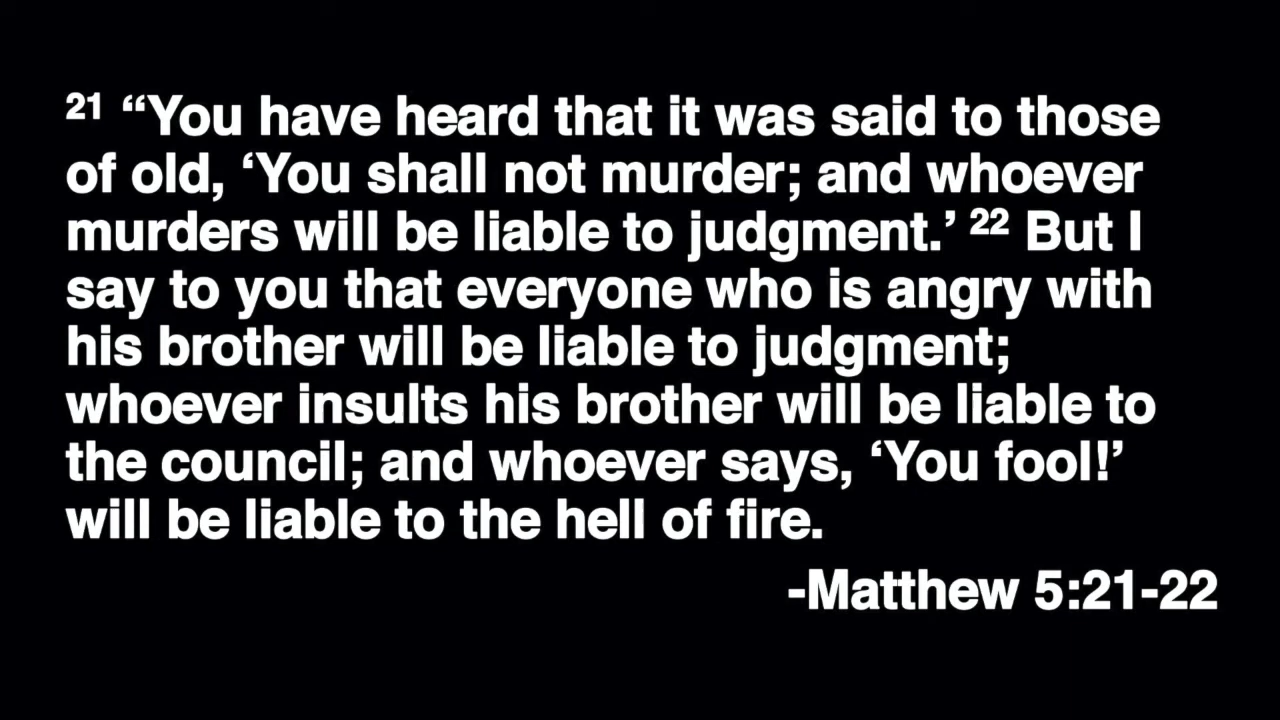 21 “You have heard that it was said to those
of old, ‘You shall not murder; and whoever
murders will be liable to judgment.’ 22 But I
say to you that everyone who is angry with
his brother will be liable to judgment;
whoever insults his brother will be liable to
the council; and whoever says, ‘You fool!’
will be liable to the hell of fire.
-Matthew 5:21-22